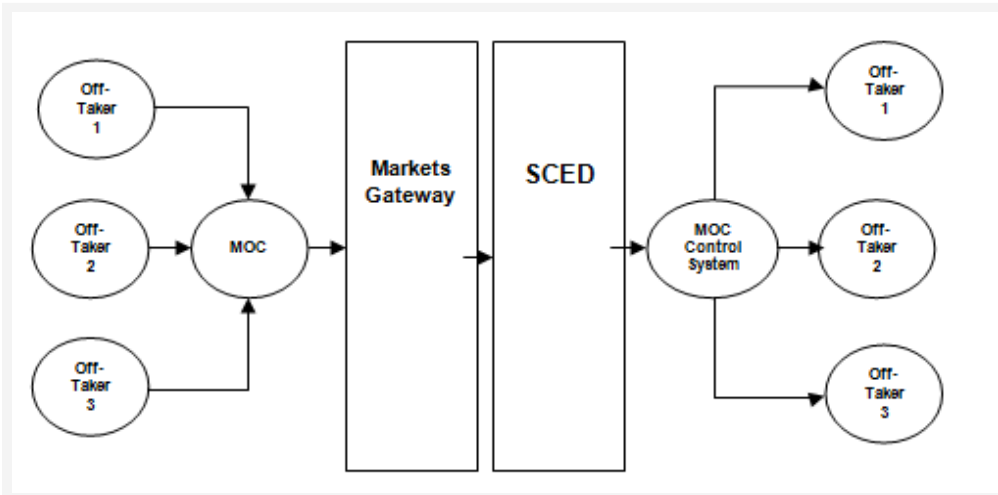 Off-
Taker
1
Off-
Taker
2
Off-
Taker
3
MOC
Markets
Gateway
SCED
MOC
Control
System
Off-
Taker
1
Off-
Taker
2
Off-
Taker
3